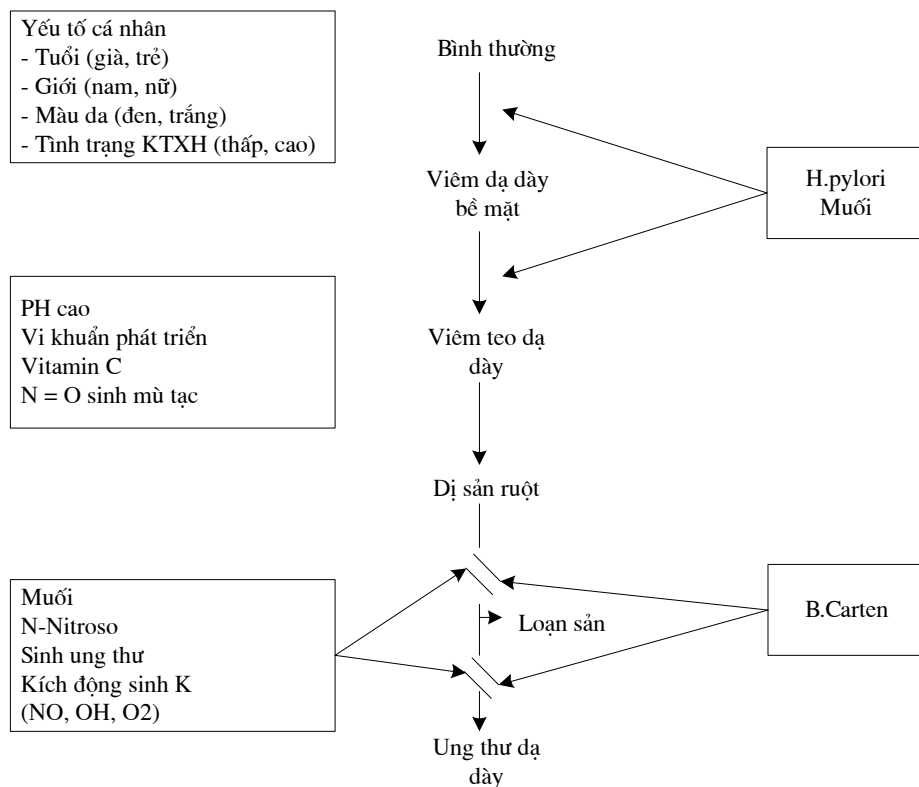 Yếu tố cá nhân
- Tuổi (già, trẻ)
- Giới (nam, nữ)
- Màu da (đen, trắng)
- Tình trạng KTXH (thấp, cao)
Bình thường
Viêm dạ dày
bề mặt
H.pylori
Muối
PH cao
Vi khuẩn phát triển
Vitamin C
N = O sinh mù tạc
Viêm teo dạ
dày
Dị sản ruột
Muối
N-Nitroso
Sinh ung thư
Kích động sinh K
(NO, OH, O2)
Loạn sản
B.Carten
Ung thư dạ
dày